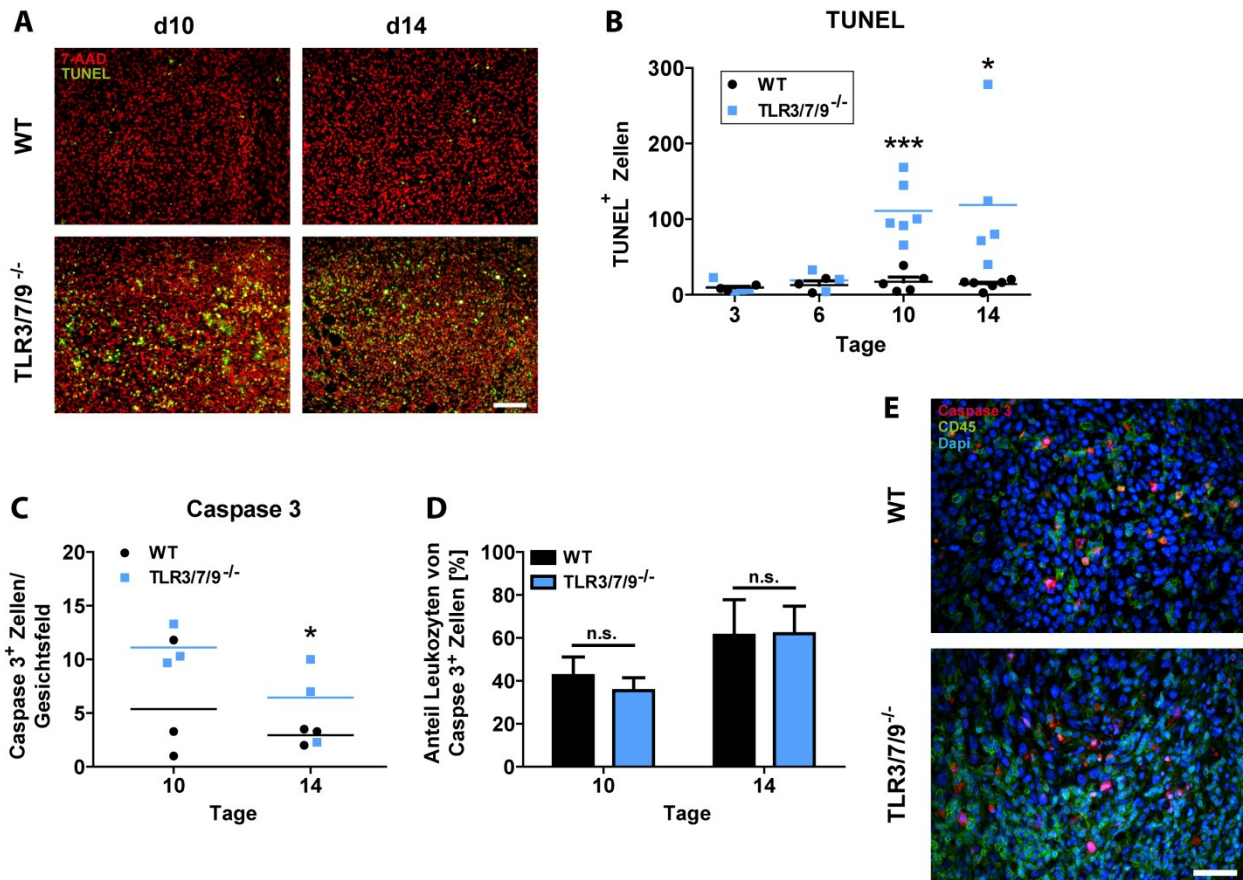 A
d10
d14
7-AAD
TUNEL
WT
TLR3/7/9 -/-
B
TUNEL
WT
TLR3/7/9-/-
*
***
300
200
100
0
TUNEL+ Zellen
3 6 10 14
Tage
C
Caspase 3
WT
TLR3/7/9-/-
*
20
15
10
5
0
Caspase 3+ Zellen/
Gesichtsfeld
10 14
Tage
D
WT
TLR3/7/9-/-
n.s.
n.s.
100
80
60
40
20
0
Anteil Leukozyten von
Caspse 3+ Zellen [%]
10 14
Tage
E
Caspase 3
CD45
Dapi
WT
TLR3/7/9-/-